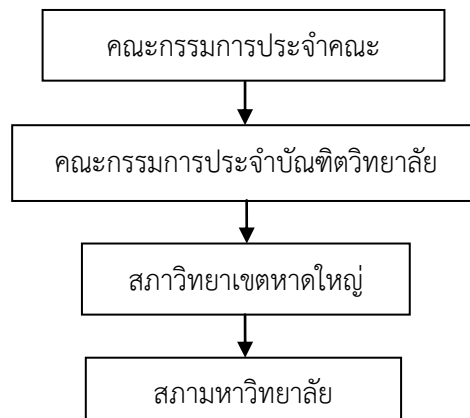 คณะกรรมการประจำคณะ
คณะกรรมการประจำบัณฑิตวิทยาลัย
สภาวิทยาเขตหาดใหญ่
สภามหาวิทยาลัย